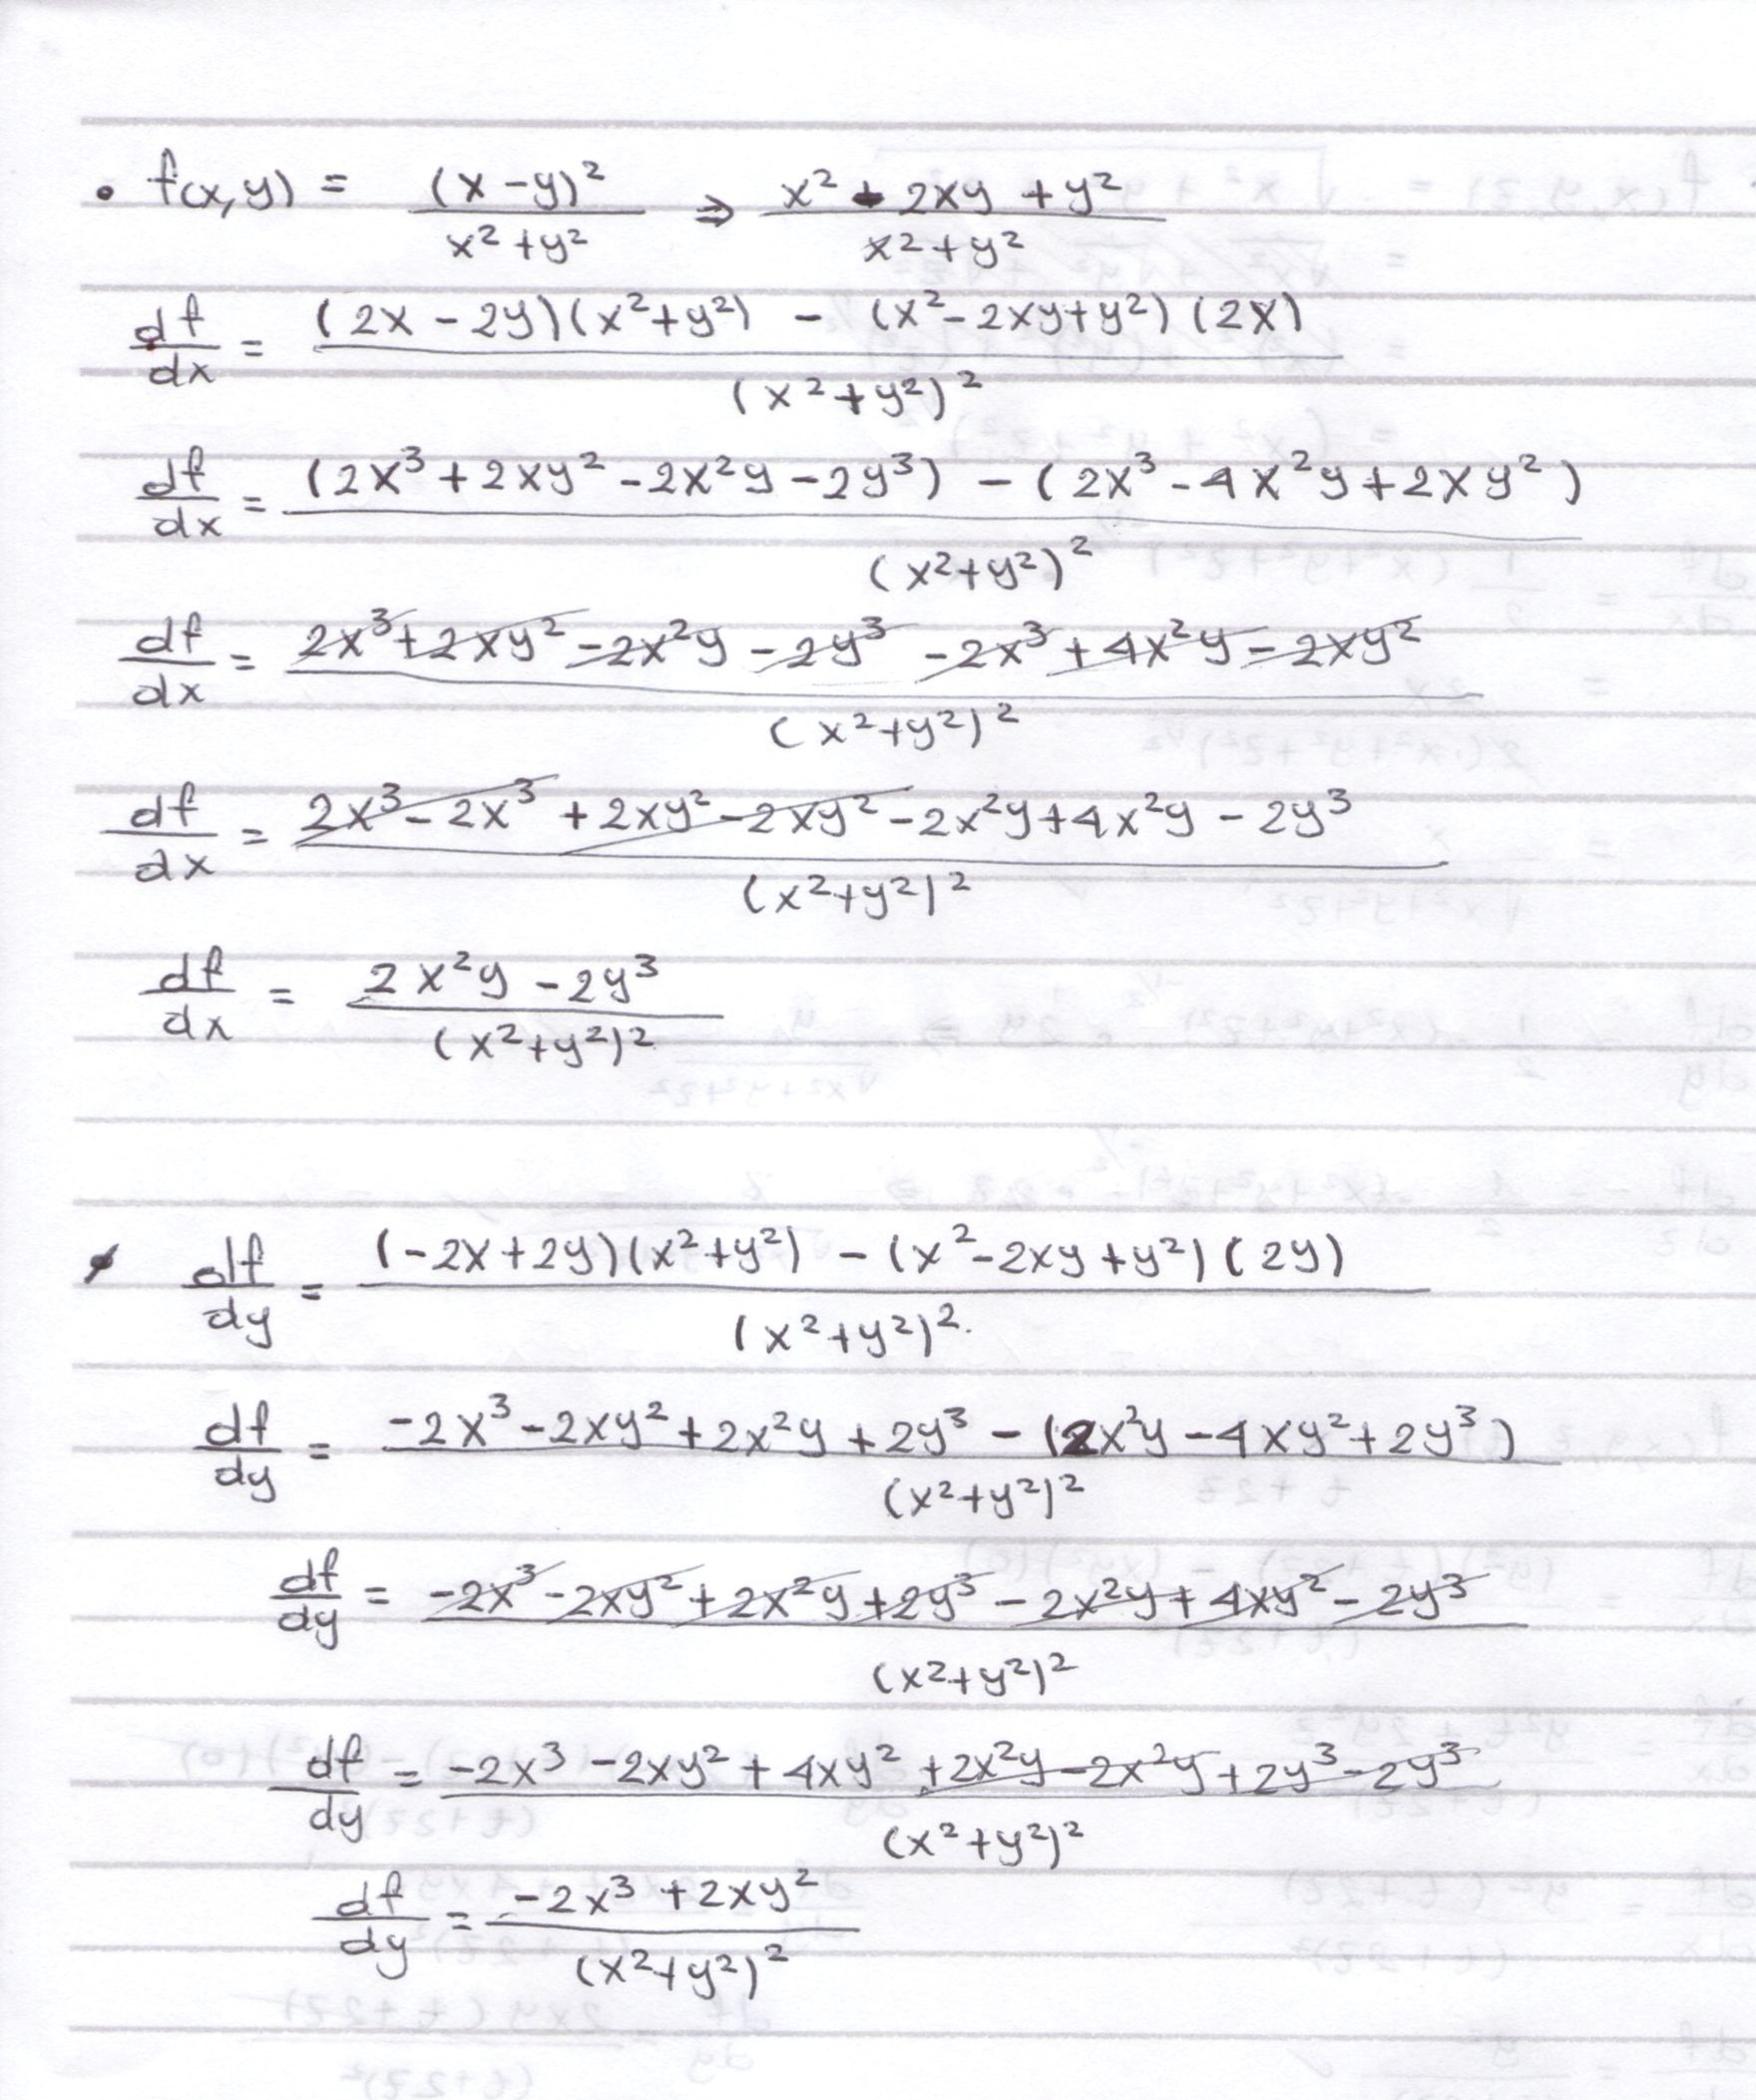 • f(x,y) = (x-y)² / x²+y² ⇒ x² - 2xy + y² / x²+y²
df/dx = (2x - 2y)(x²+y²) - (x²-2xy+y²)(2x) / (x²+y²)²
df/dx = (2x³+2xy²-2x²y-2y³) - (2x³-4x²y+2xy²) / (x²+y²)²
df/dx = 2x³+2xy²-2x²y-2y³-2x³+4x²y-2xy² / (x²+y²)²
df/dx = 2x³-2x³+2xy²-2xy²-2x²y+4x²y-2y³ / (x²+y²)²
df/dx = 2x²y-2y³ / (x²+y²)²
• df/dy = (-2x+2y)(x²+y²) - (x²-2xy+y²)(2y) / (x²+y²)²
df/dy = -2x³-2xy²+2x²y+2y³-(2x²y-4xy²+2y³) / (x²+y²)²
df/dy = -2x³-2xy²+2x²y+2y³-2x²y+4xy²-2y³ / (x²+y²)²
df/dy = -2x³-2xy²+4xy²+2x²y-2x²y+2y³-2y³ / (x²+y²)²
df/dy = -2x³+2xy² / (x²+y²)²